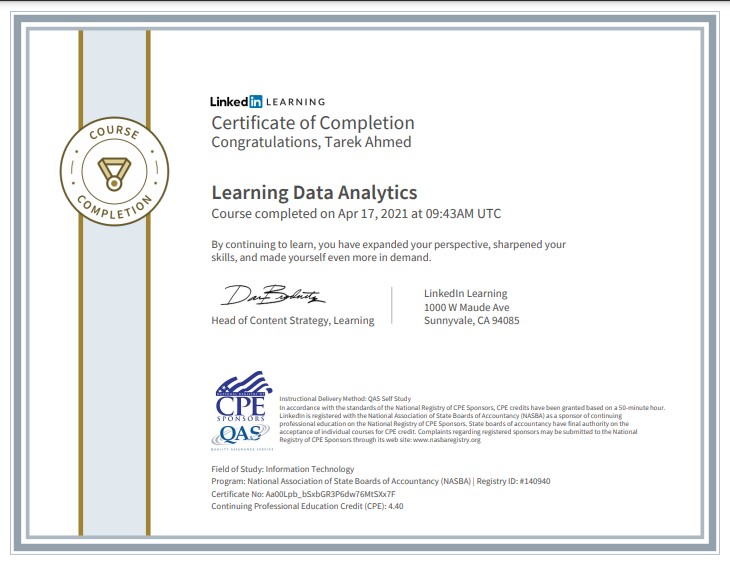 COURSE
COMPLETION
Linked in LEARNING
Certificate of Completion
Congratulations, Tarek Ahmed
Learning Data Analytics
Course completed on Apr 17, 2021 at 09:43AM UTC
By continuing to learn, you have expanded your perspective, sharpened your
skills, and made yourself even more in demand.
Head of Content Strategy, Learning
LinkedIn Learning
1000 W Maude Ave
Sunnyvale, CA 94085
NATIONAL REGISTRY OF
CPE
SPONSORS
QAS
QUALITY ASSURANCE SERVICE
Instructional Delivery Method: QAS Self Study
In accordance with the standards of the National Registry of CPE Sponsors, CPE credits have been granted based on a 50-minute hour.
LinkedIn is registered with the National Association of State Boards of Accountancy (NASBA) as a sponsor of continuing
professional education on the National Registry of CPE Sponsors. State boards of accountancy have final authority on the
acceptance of individual courses for CPE credit. Complaints regarding registered sponsors may be submitted to the National
Registry of CPE Sponsors through its web site: www.nasbaregistry.org
Field of Study: Information Technology
Program: National Association of State Boards of Accountancy (NASBA) | Registry ID: #140940
Certificate No: Aa00Lpb_bSxbGR3P6dw76MtSXx7F
Continuing Professional Education Credit (CPE): 4.40